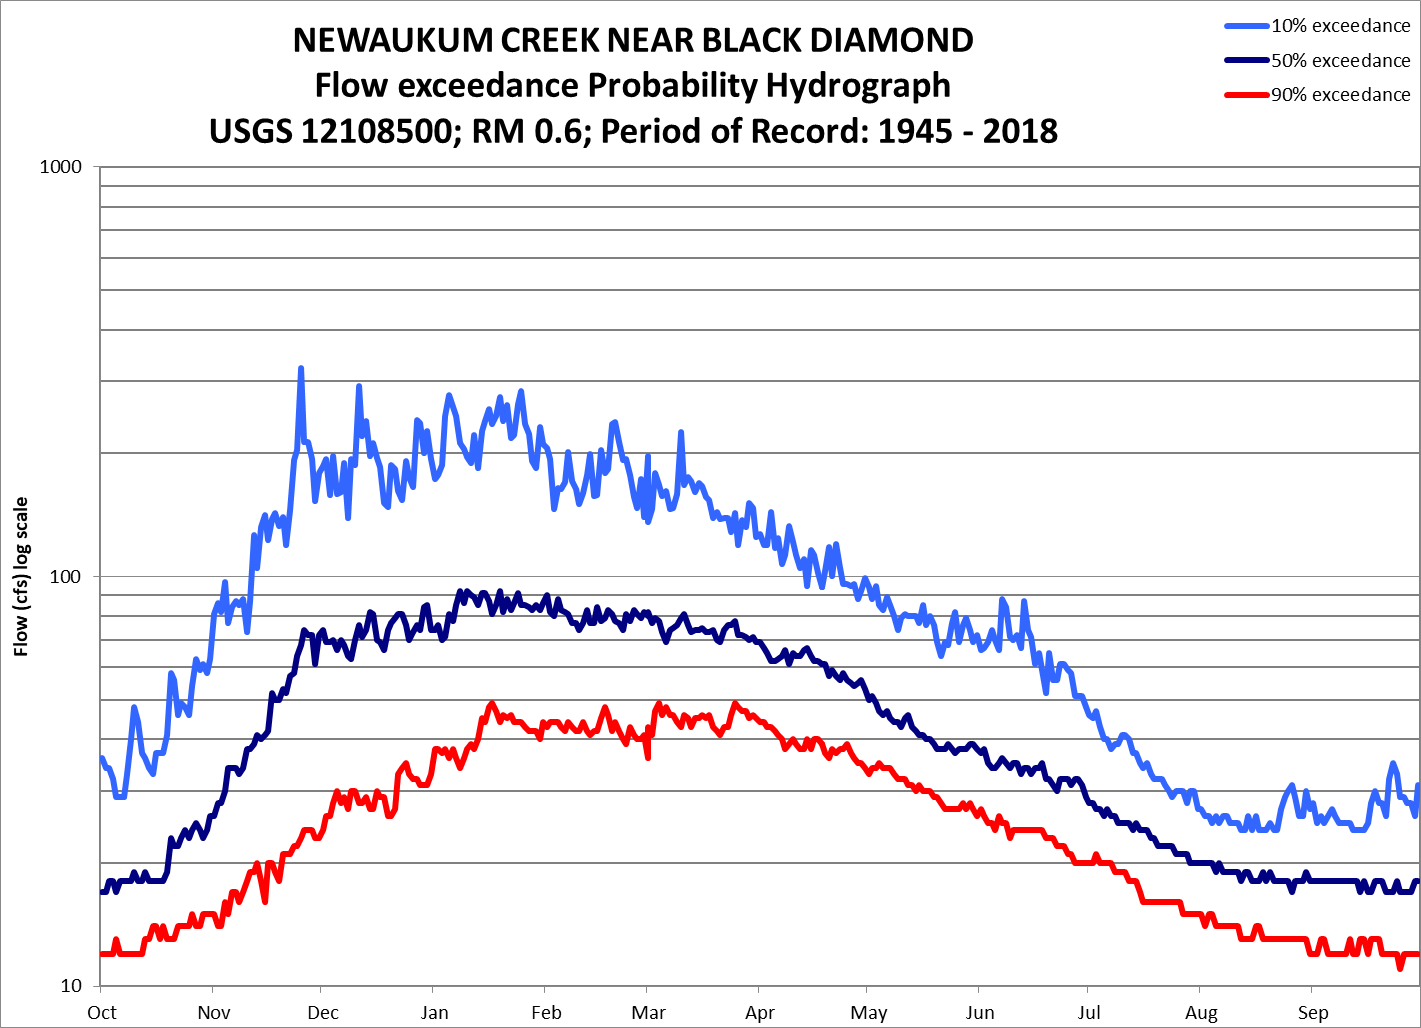 NEWAUKUM CREEK NEAR BLACK DIAMOND
Flow exceedance Probability Hydrograph
USGS 12108500; RM 0.6; Period of Record: 1945 - 2018
10% exceedance
50% exceedance
90% exceedance
1000
100
10
Flow (cfs) log scale
Oct Nov Dec Jan Feb Mar Apr May Jun Jul Aug Sep